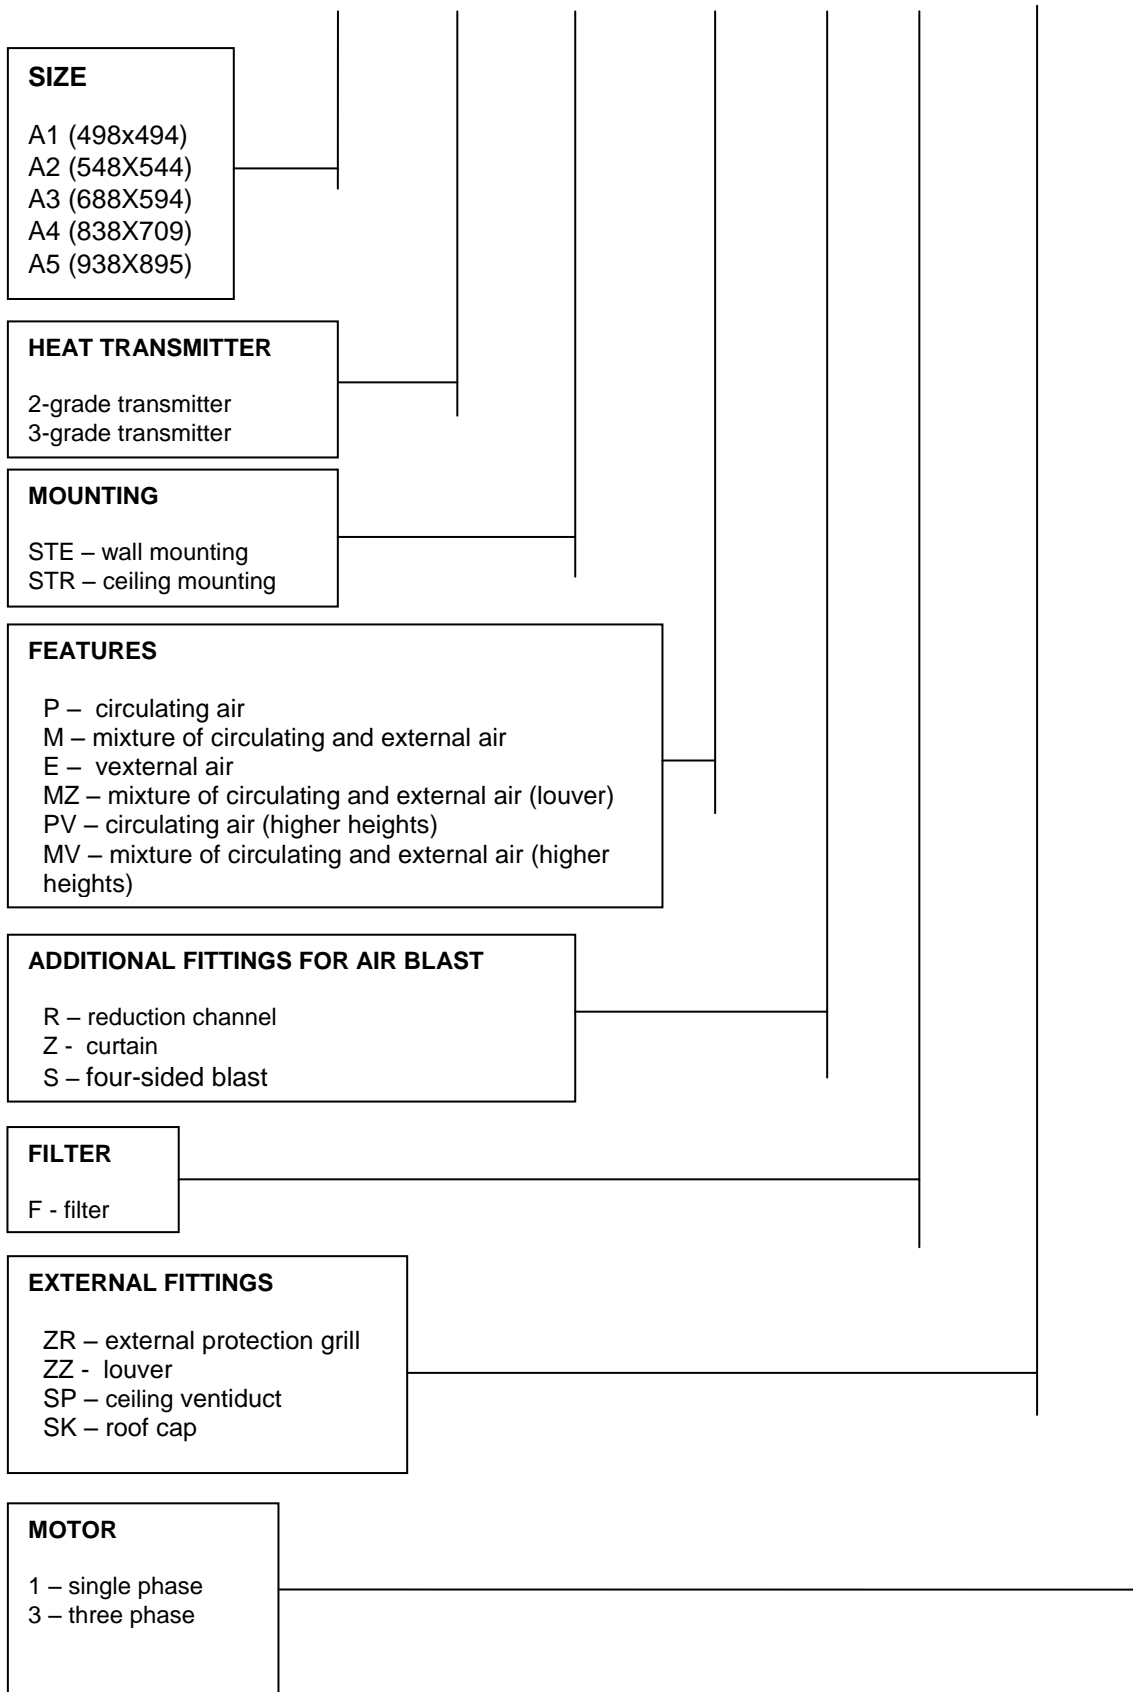 SIZE
A1 (498x494)
A2 (548X544)
A3 (688X594)
A4 (838X709)
A5 (938X895)
HEAT TRANSMITTER
2-grade transmitter
3-grade transmitter
MOUNTING
STE – wall mounting
STR – ceiling mounting
FEATURES
P – circulating air
M – mixture of circulating and external air
E – vexternal air
MZ – mixture of circulating and external air (louver)
PV – circulating air (higher heights)
MV – mixture of circulating and external air (higher
heights)
ADDITIONAL FITTINGS FOR AIR BLAST
R – reduction channel
Z - curtain
S – four-sided blast
FILTER
F - filter
EXTERNAL FITTINGS
ZR – external protection grill
ZZ - louver
SP – ceiling ventiduct
SK – roof cap
MOTOR
1 – single phase
3 – three phase